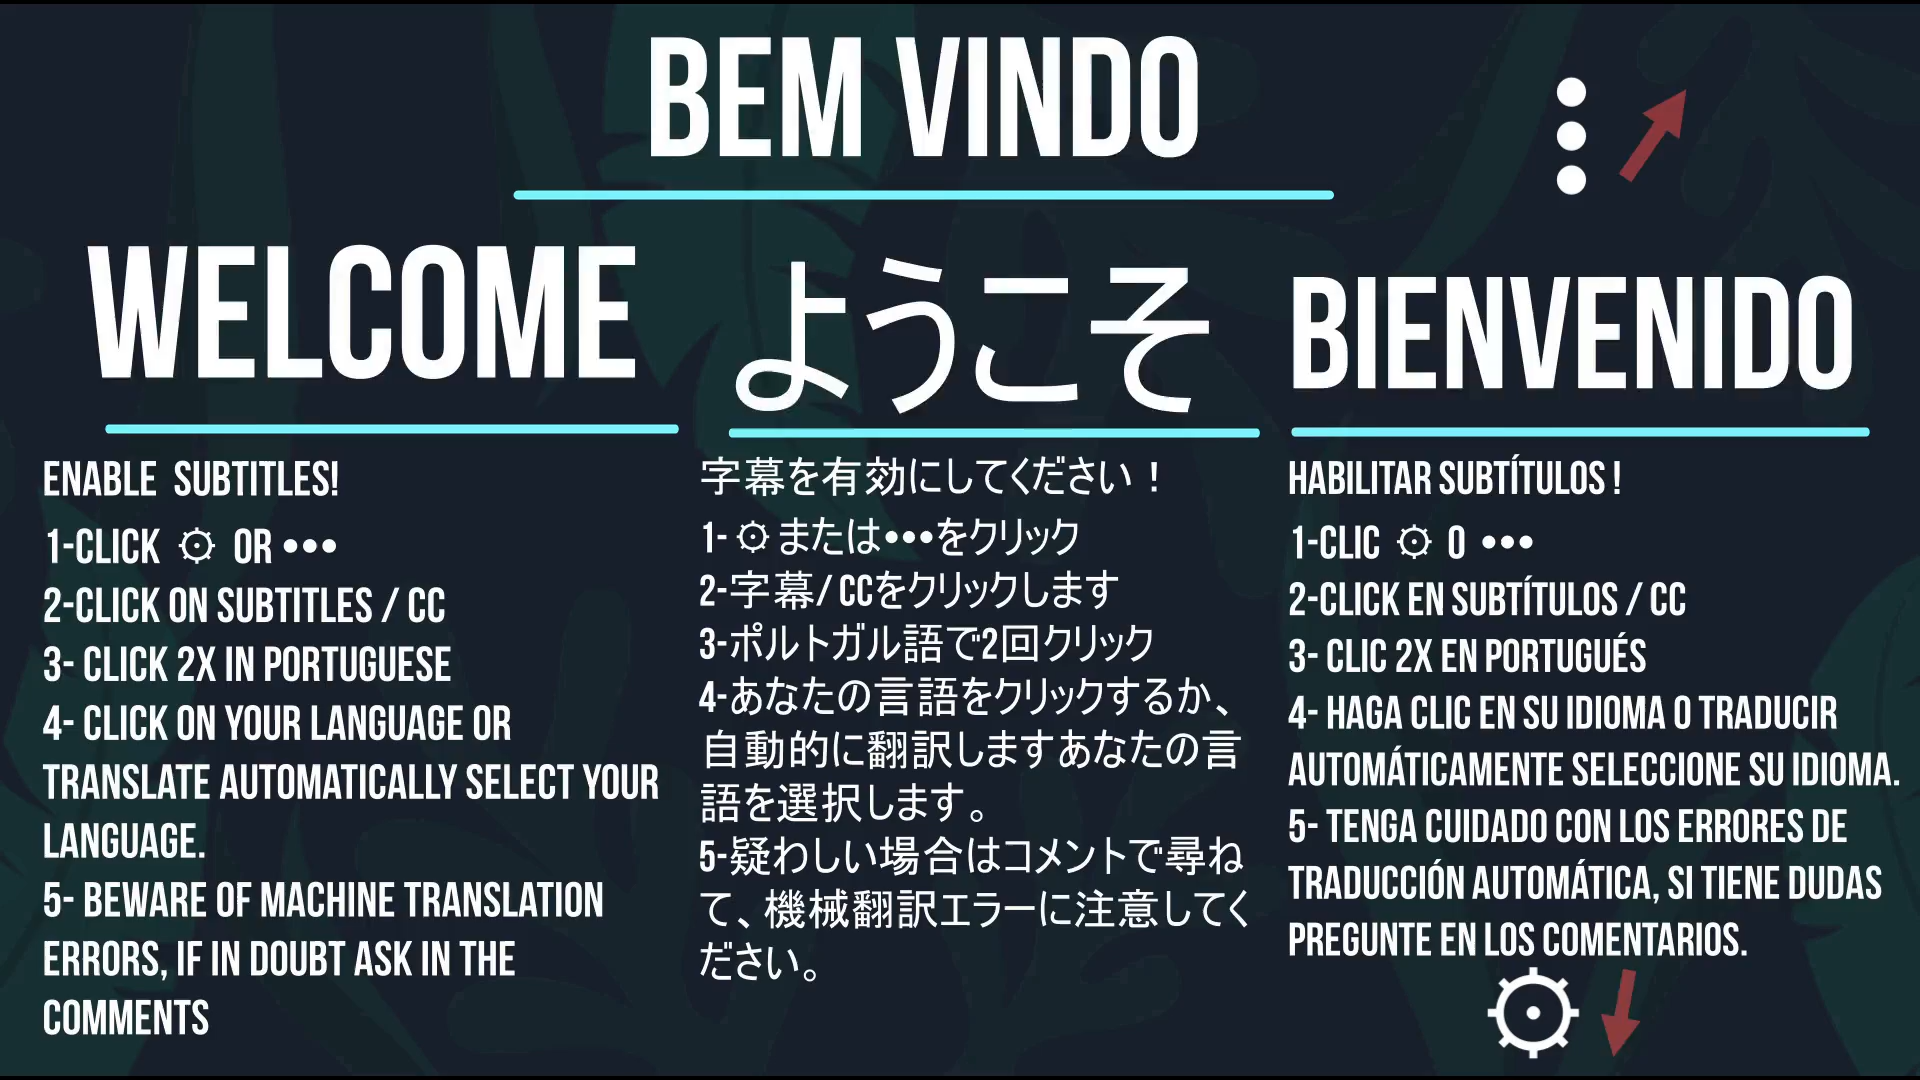 BEM VINDO
WELCOME
ENABLE SUBTITLES!
1-CLICK ⚙ OR •••
2-CLICK ON SUBTITLES / CC
3- CLICK 2X IN PORTUGUESE
4- CLICK ON YOUR LANGUAGE OR
TRANSLATE AUTOMATICALLY SELECT YOUR
LANGUAGE.
5- BEWARE OF MACHINE TRANSLATION
ERRORS, IF IN DOUBT ASK IN THE
COMMENTS
ようこそ
字幕を有効にしてください！
1- ⚙ または•••をクリック
2-字幕/ CCをクリックします
3-ポルトガル語で2回クリック
4-あなたの言語をクリックするか、
自動的に翻訳しますあなたの言
語を選択します。
5-疑わしい場合はコメントで尋ね
て、機械翻訳エラーに注意してく
ださい。
BIENVENIDO
HABILITAR SUBTÍTULOS !
1-CLIC ⚙ O •••
2-CLICK EN SUBTÍTULOS / CC
3- CLIC 2X EN PORTUGUÉS
4- HAGA CLIC EN SU IDIOMA O TRADUCIR
AUTOMÁTICAMENTE SELECCIONE SU IDIOMA.
5- TENGA CUIDADO CON LOS ERRORES DE
TRADUCCIÓN AUTOMÁTICA, SI TIENE DUDAS
PREGUNTE EN LOS COMENTARIOS.